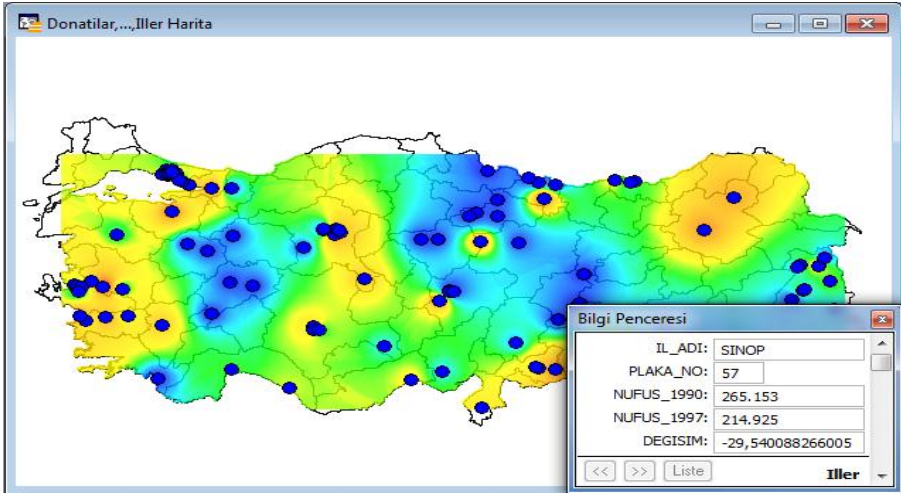 Donatilar,...,Iller Harita
Bilgi Penceresi
IL_ADI: SINOP
PLAKA_NO: 57
NUFUS_1990: 265.153
NUFUS_1997: 214.925
DEGISIM: -29,540088266005
<< >> Liste Iller